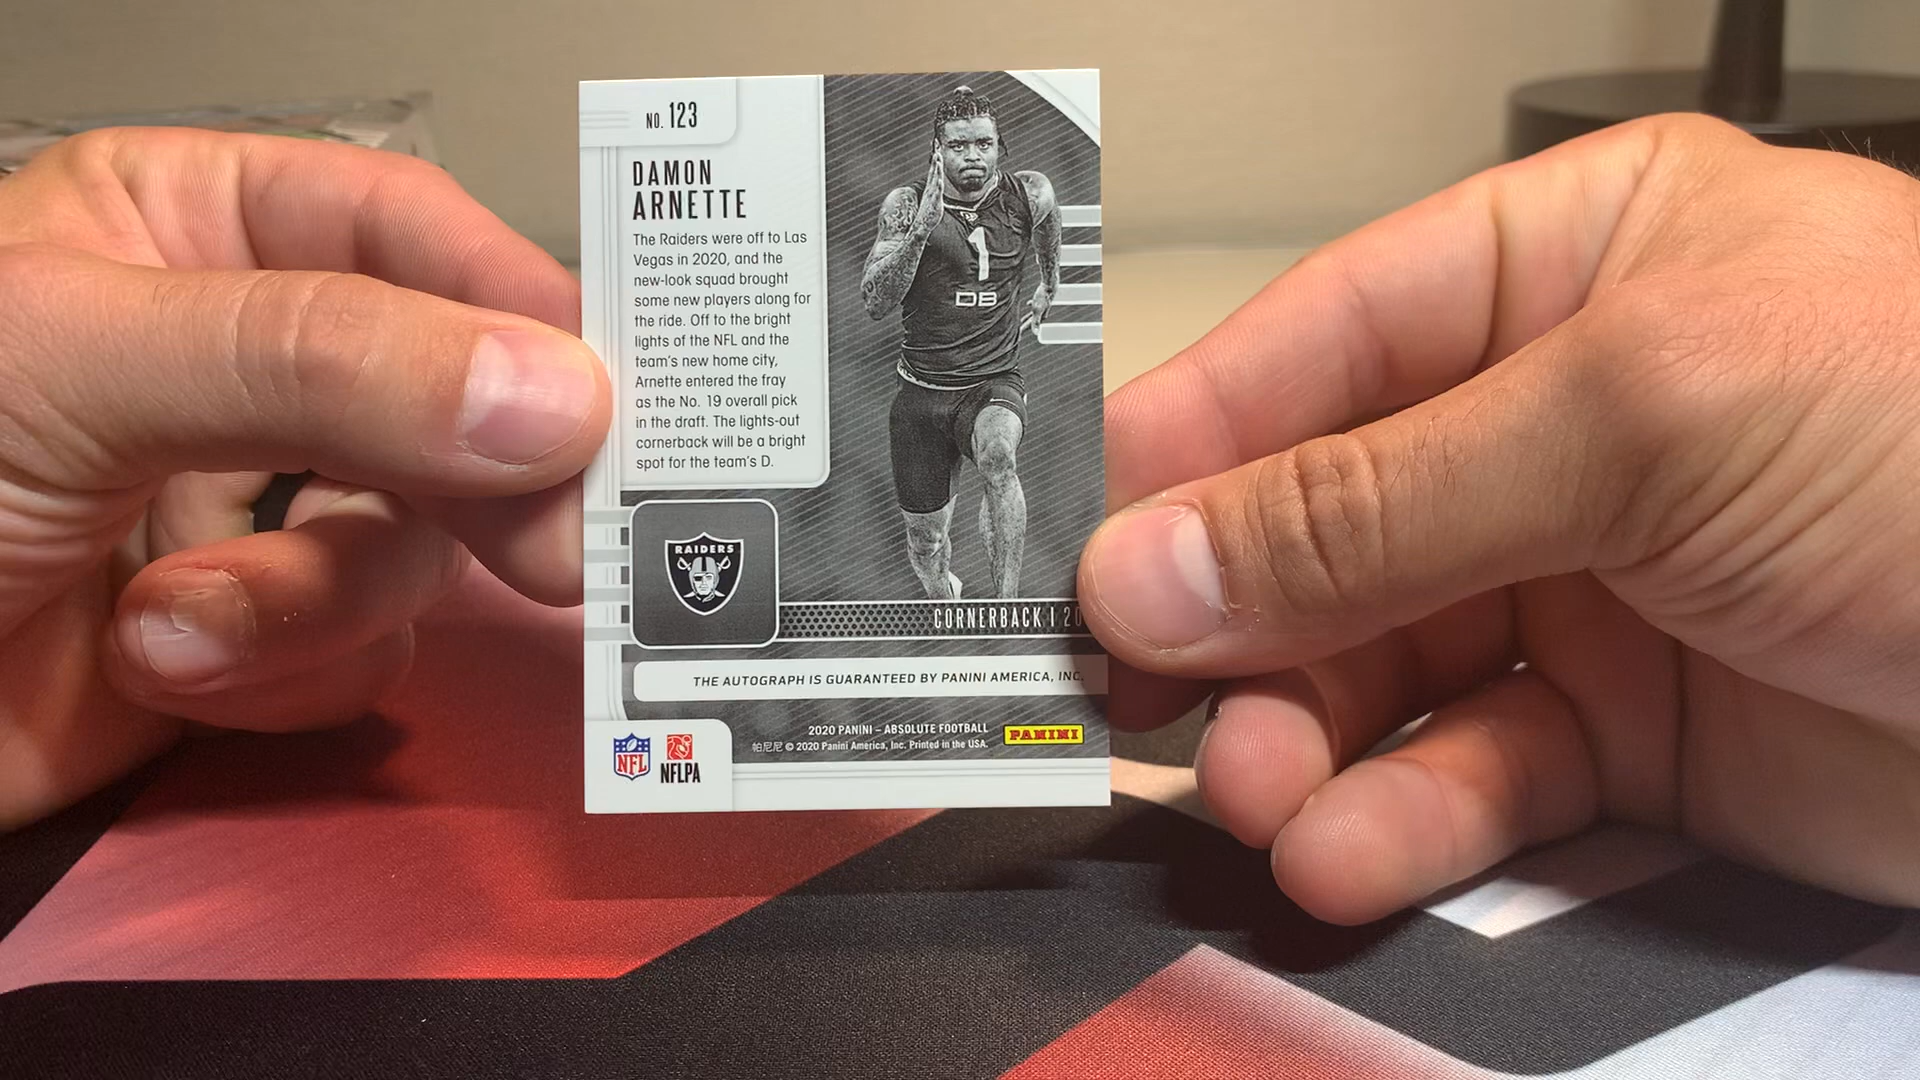 NO. 123
DAMON
ARNETTE
The Raiders were off to Las
Vegas in 2020, and the
new-look squad brought
some new players along for
the ride. Off to the bright
lights of the NFL and the
team's new home city,
Arnette entered the fray
as the No. 19 overall pick
in the draft. The lights-out
cornerback will be a bright
spot for the team's D.
1
DB
RAIDERS
CORNERBACK | 20
THE AUTOGRAPH IS GUARANTEED BY PANINI AMERICA, INC.
2020 PANINI – ABSOLUTE FOOTBALL
帕尼尼 © 2020 Panini America, Inc. Printed in the USA.
PANINI
NFL
NFLPA